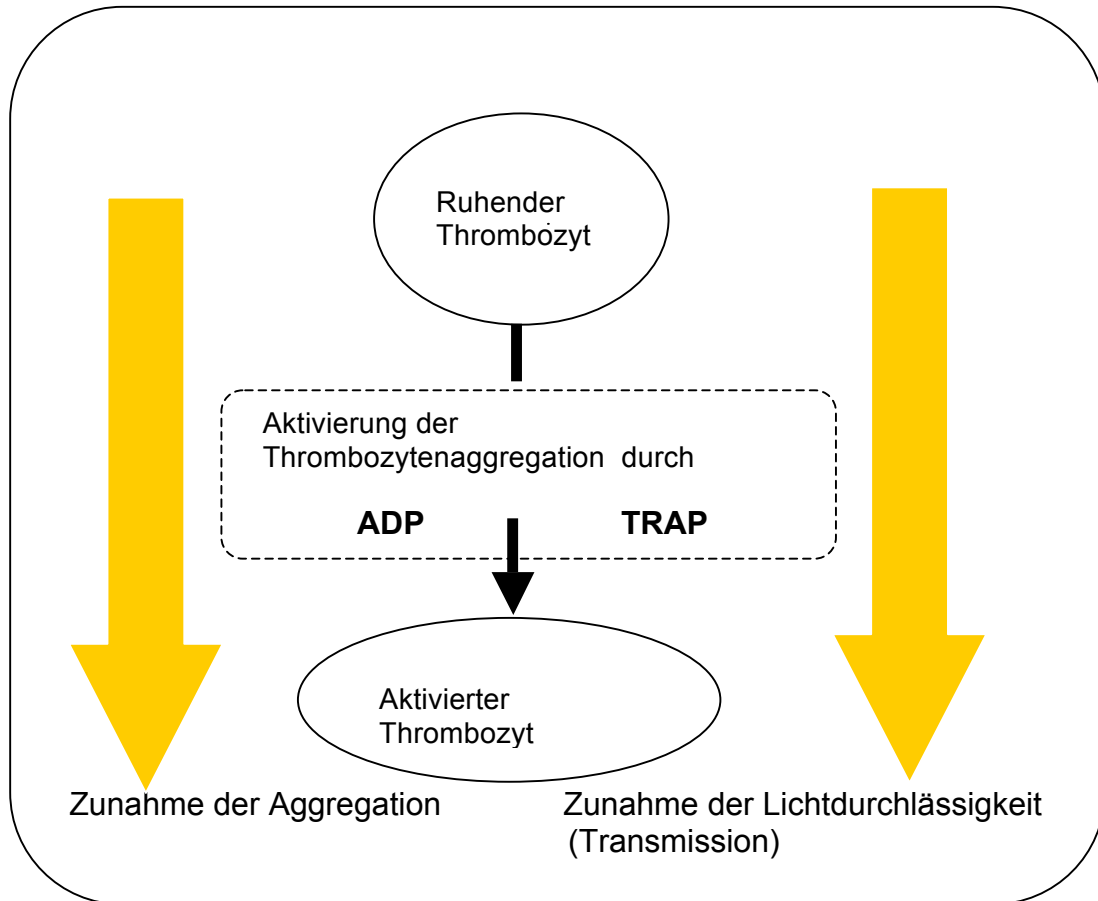 Ruhender
Thrombozyt
Aktivierung der
Thrombozytenaggregation durch
ADP TRAP
Aktivierter
Thrombozyt
Zunahme der Aggregation
Zunahme der Lichtdurchlässigkeit
(Transmission)